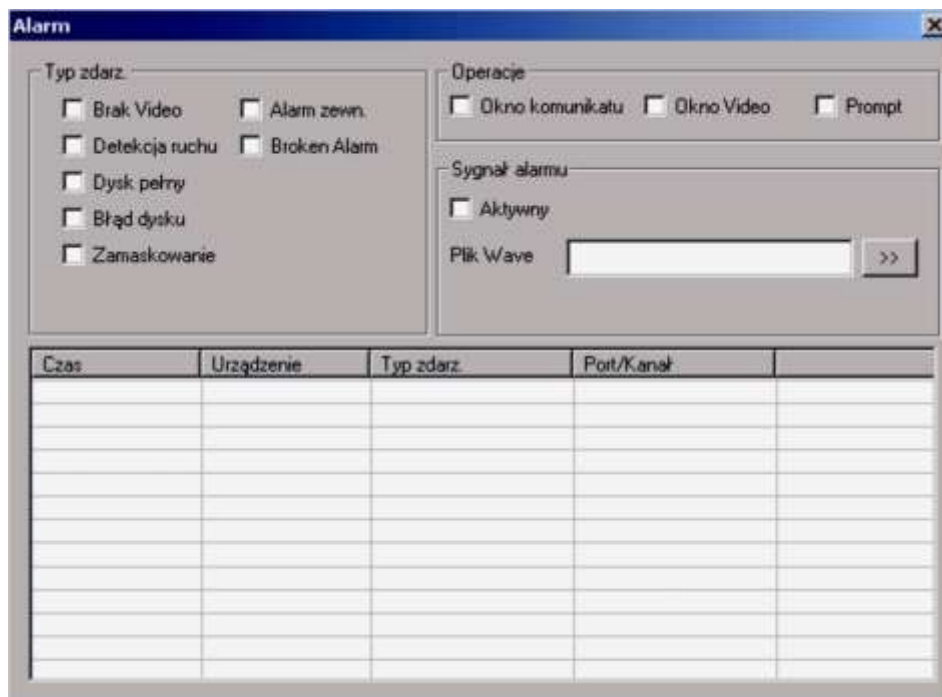 Alarm
Typ zdarz.
Brak Video
Alarm zewn.
Detekcja ruchu
Broken Alarm
Dysk pełny
Błąd dysku
Zamaskowanie
Operacje
Okno komunikatu
Okno Video
Prompt
Sygnał alarmu
Aktywny
Plik Wave
>>
Czas Urządzenie Typ zdarz. Port/Kanał